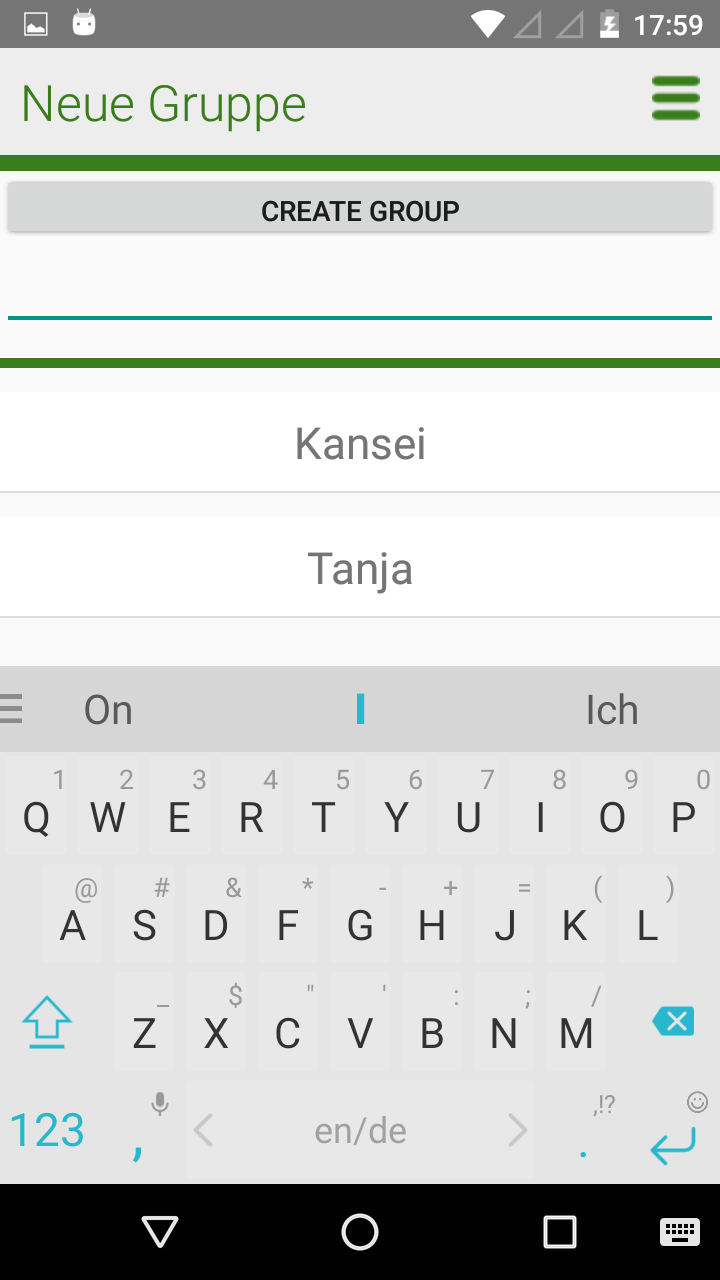 17:59
Neue Gruppe
CREATE GROUP
Kansei
Tanja
On I Ich
1 2 3 4 5 6 7 8 9 0
Q W E R T Y U I O P
@ # & * - + = ( )
A S D F G H J K L
_ $ " ' : ; /
Z X C V B N M
,!?
123 , en/de .